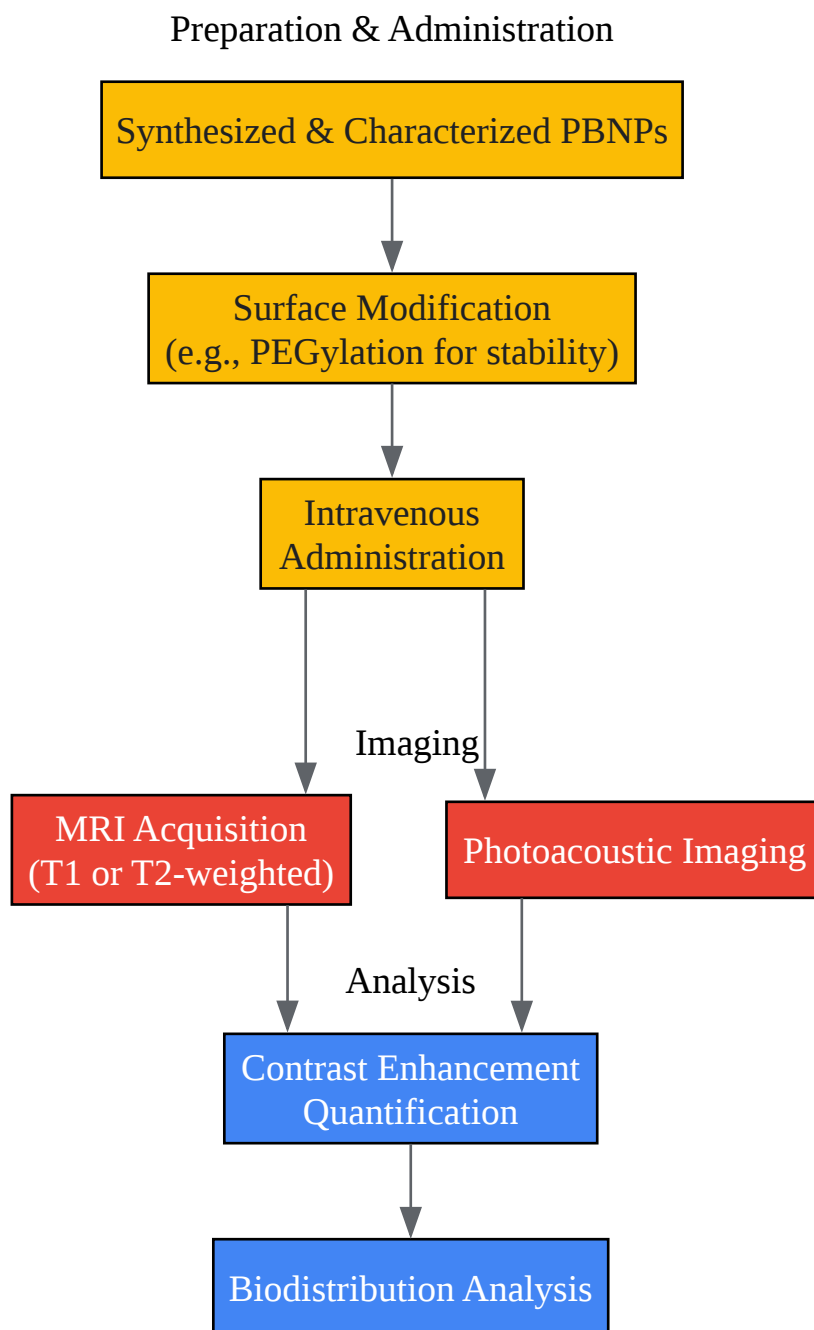 Preparation & Administration
Synthesized & Characterized PBNPs
Surface Modification
(e.g., PEGylation for stability)
Intravenous
Administration
Imaging
MRI Acquisition
(T1 or T2-weighted)
Photoacoustic Imaging
Analysis
Contrast Enhancement
Quantification
Biodistribution Analysis